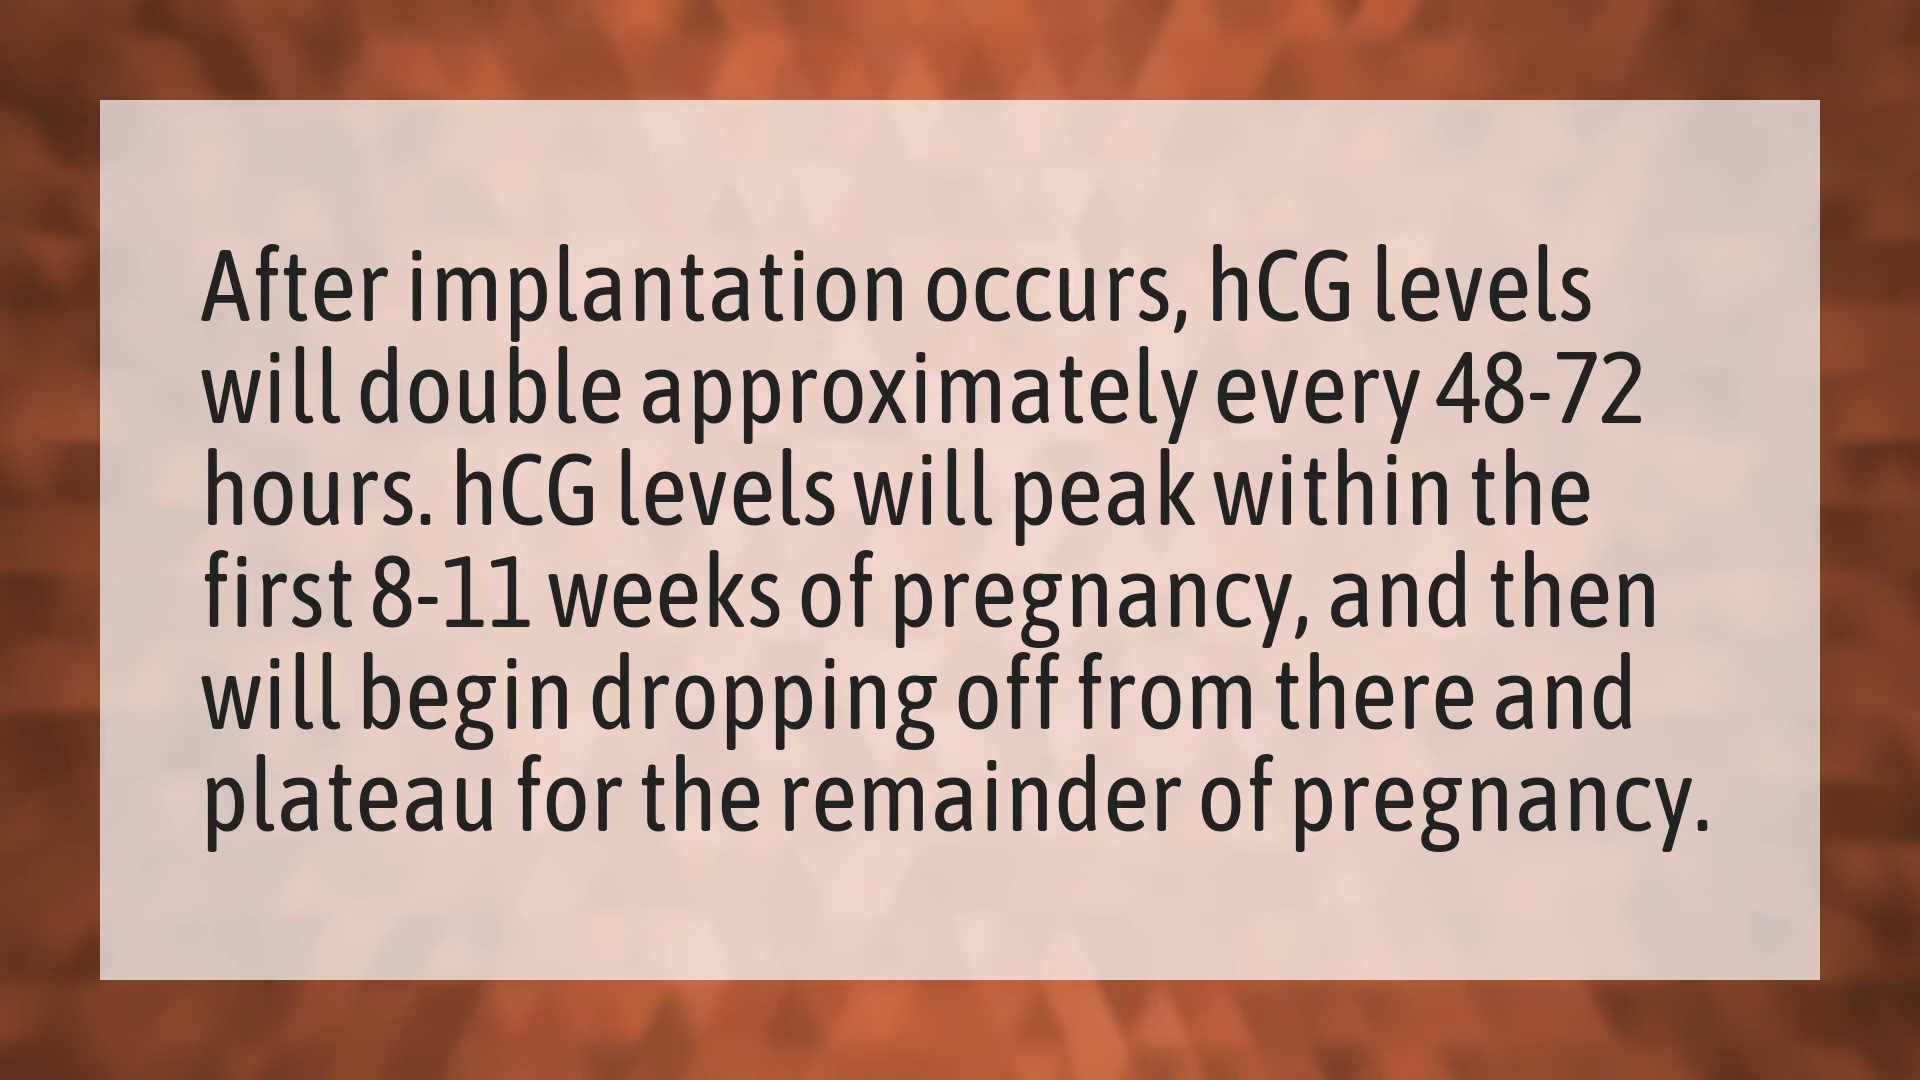 After implantation occurs, hCG levels
will double approximately every 48-72
hours. hCG levels will peak within the
first 8-11 weeks of pregnancy, and then
will begin dropping off from there and
plateau for the remainder of pregnancy.